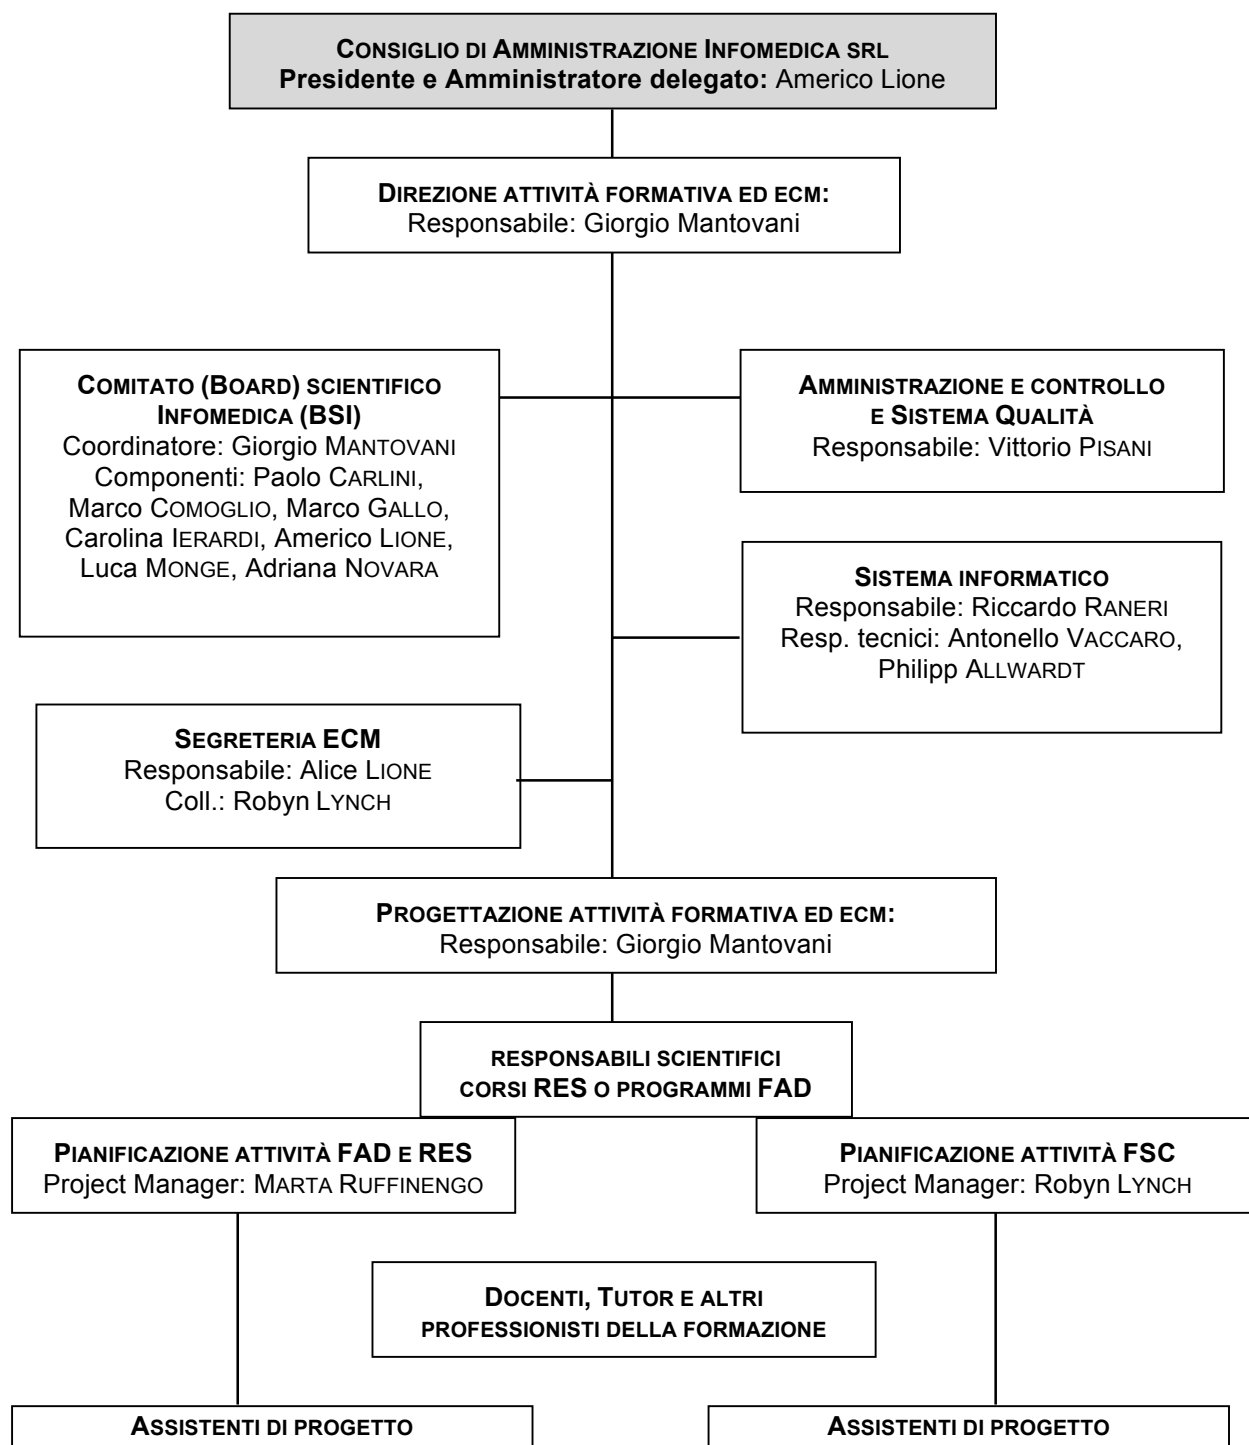 CONSIGLIO DI AMMINISTRAZIONE INFOMEDICA SRL
Presidente e Amministratore delegato: Americo Lione
DIREZIONE ATTIVITÀ FORMATIVA ED ECM:
Responsabile: Giorgio Mantovani
COMITATO (BOARD) SCIENTIFICO
INFOMEDICA (BSI)
Coordinatore: Giorgio MANTOVANI
Componenti: Paolo CARLINI,
Marco COMOGLIO, Marco GALLO,
Carolina IERARDI, Americo LIONE,
Luca MONGE, Adriana NOVARA
AMMINISTRAZIONE E CONTROLLO
E SISTEMA QUALITÀ
Responsabile: Vittorio PISANI
SISTEMA INFORMATICO
Responsabile: Riccardo RANERI
Resp. tecnici: Antonello VACCARO,
Philipp ALLWARDT
SEGRETERIA ECM
Responsabile: Alice LIONE
Coll.: Robyn LYNCH
PROGETTAZIONE ATTIVITÀ FORMATIVA ED ECM:
Responsabile: Giorgio Mantovani
RESPONSABILI SCIENTIFICI
CORSI RES O PROGRAMMI FAD
PIANIFICAZIONE ATTIVITÀ FAD E RES
Project Manager: MARTA RUFFINENGO
PIANIFICAZIONE ATTIVITÀ FSC
Project Manager: Robyn LYNCH
DOCENTI, TUTOR E ALTRI
PROFESSIONISTI DELLA FORMAZIONE
ASSISTENTI DI PROGETTO
ASSISTENTI DI PROGETTO